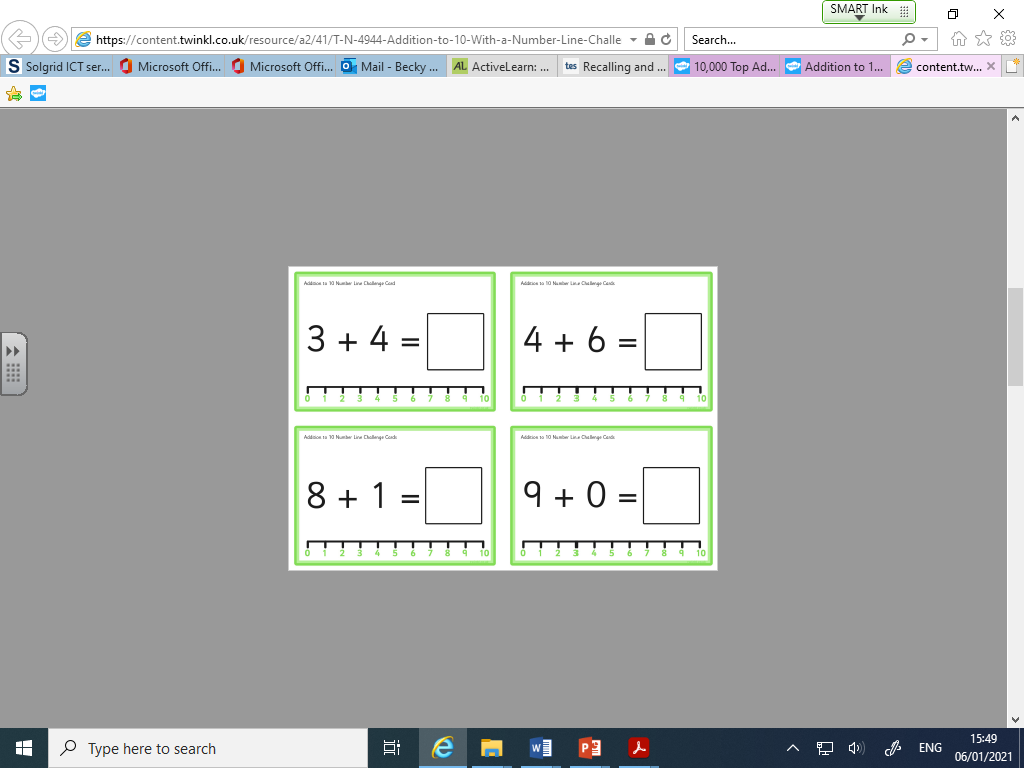 SMART Ink
https://content.twinkl.co.uk/resource/a2/41/T-N-4944-Addition-to-10-With-a-Number-Line-Challe
Search...
Solgrid ICT ser...
Microsoft Offi...
Microsoft Offi...
Mail - Becky ...
AL ActiveLearn: ...
tes Recalling and ...
10,000 Top Ad...
Addition to 1...
content.tw...
Addition to 10 Number Line Challenge Card
3 + 4 =
0 1 2 3 4 5 6 7 8 9 10
Addition to 10 Number Line Challenge Cards
4 + 6 =
0 1 2 3 4 5 6 7 8 9 10
Addition to 10 Number Line Challenge Cards
8 + 1 =
0 1 2 3 4 5 6 7 8 9 10
Addition to 10 Number Line Challenge Cards
9 + 0 =
0 1 2 3 4 5 6 7 8 9 10
Type here to search
ENG
15:49
06/01/2021